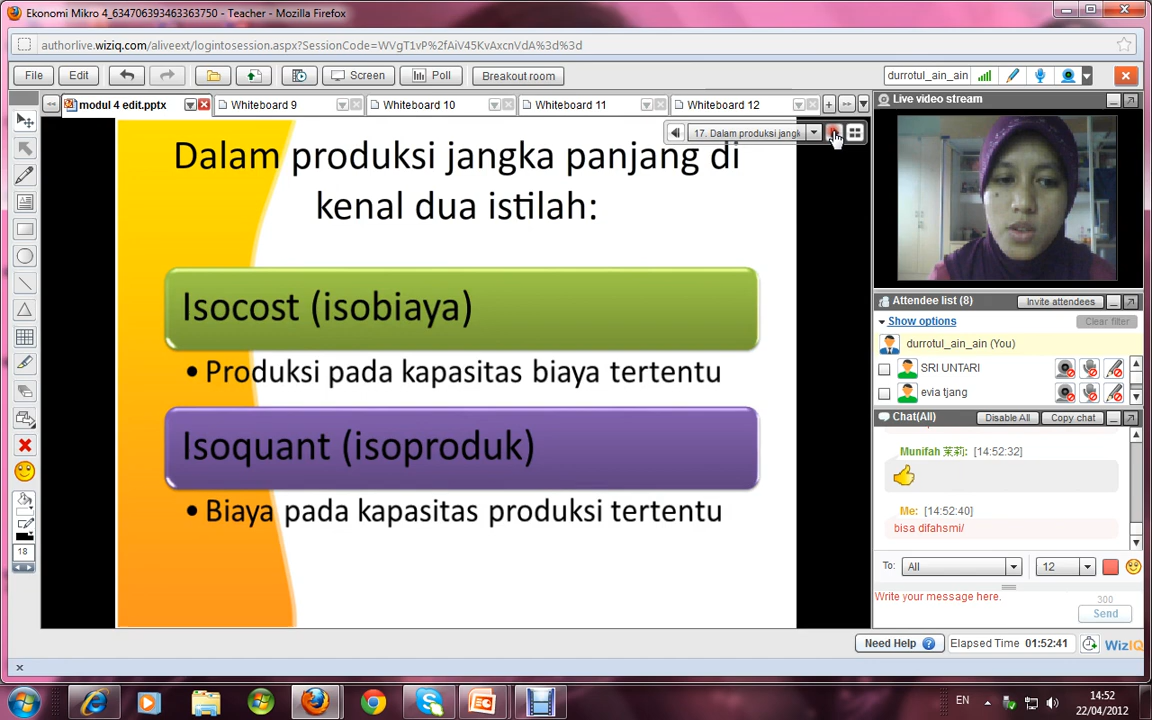 Ekonomi Mikro 4_634706393463363750 - Teacher - Mozilla Firefox
authorlive.wiziq.com/aliveext/logintosession.aspx?SessionCode=WVgT1vP%2fAiV45KvAxcnVdA%3d%3d
File Edit Screen Poll Breakout room durrotul_ain_ain
modul 4 edit.pptx Whiteboard 9 Whiteboard 10 Whiteboard 11 Whiteboard 12
17. Dalam produksi jangk
Dalam produksi jangka panjang di
kenal dua istilah:
Isocost (isobiaya)
• Produksi pada kapasitas biaya tertentu
Isoquant (isoproduk)
• Biaya pada kapasitas produksi tertentu
18
Live video stream
Attendee list (8) Invite attendees
Show options Clear filter
durrotul_ain_ain (You)
SRI UNTARI
evia tjang
Chat(All) Disable All Copy chat
Munifah 茉莉: [14:52:32]
Me: [14:52:40]
bisa difahsmi/
To: All 12
Write your message here.
300
Send
Need Help ? Elapsed Time 01:52:41 WizIQ
EN 14:52
22/04/2012